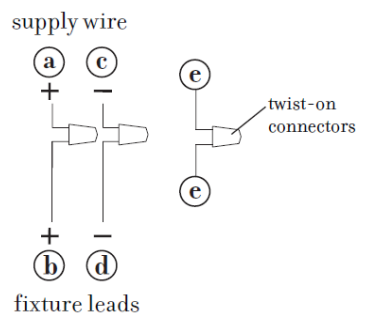 supply wire
a c
+ −
e
twist-on
connectors
e
+ −
b d
fixture leads